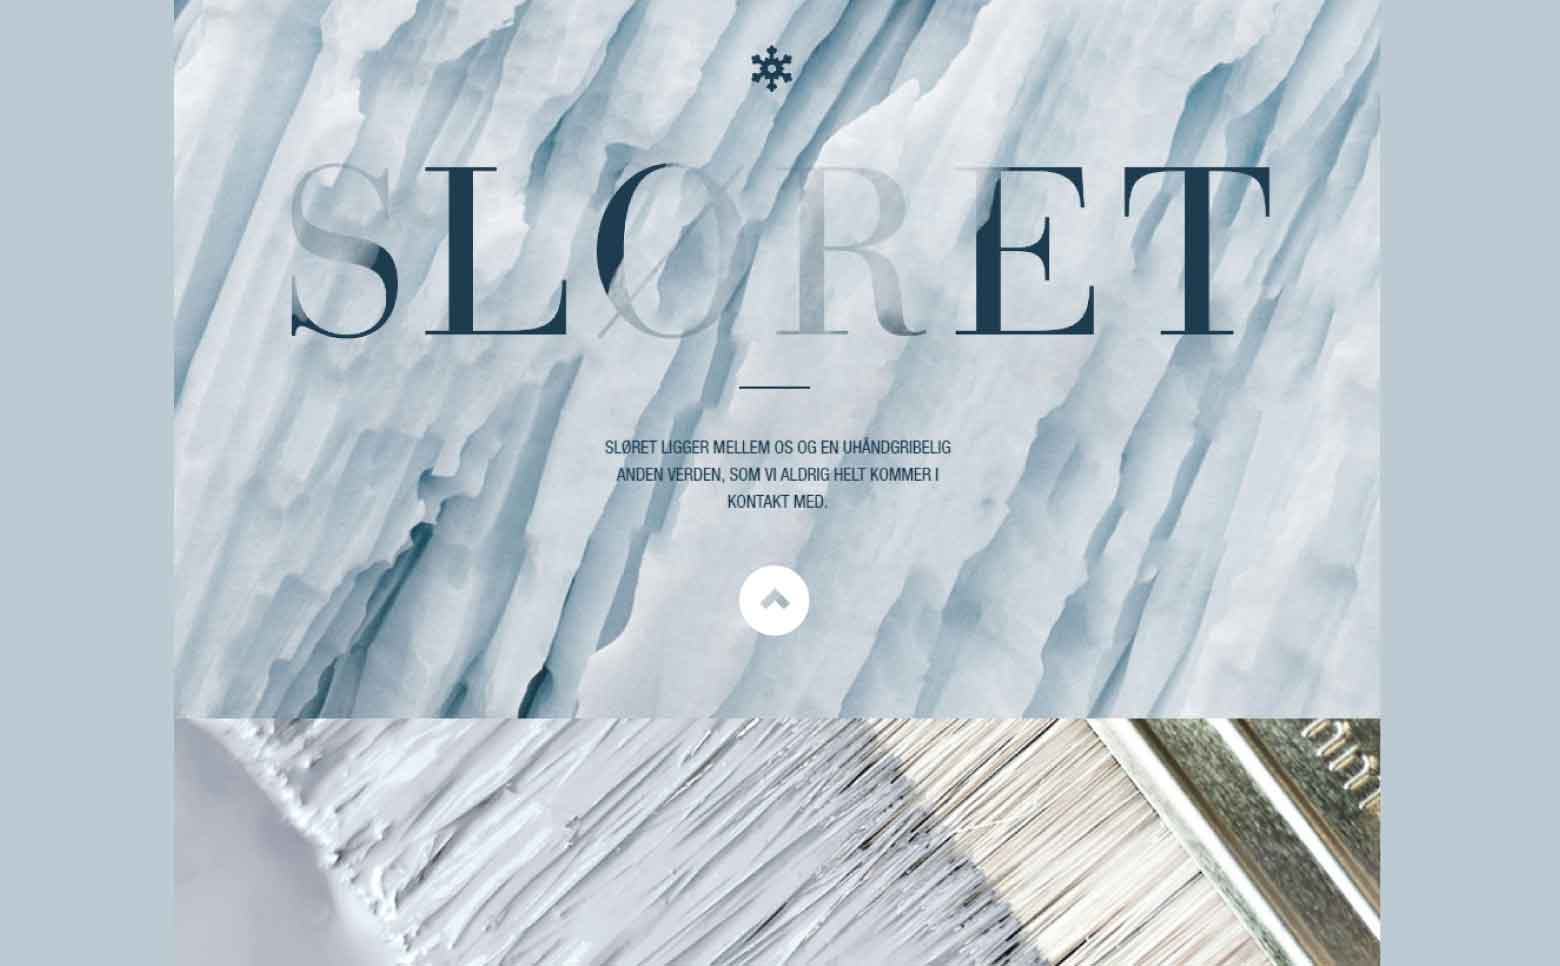 SLØRET
SLØRET LIGGER MELLEM OS OG EN UHÅNDGRIBELIG
ANDEN VERDEN, SOM VI ALDRIG HELT KOMMER I
KONTAKT MED.